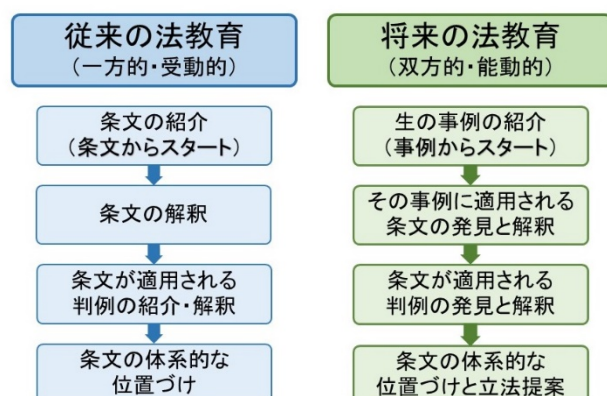 従来の法教育
（一方的・受動的）
条文の紹介
（条文からスタート）
条文の解釈
条文が適用される
判例の紹介・解釈
条文の体系的な
位置づけ
将来の法教育
（双方的・能動的）
生の事例の紹介
（事例からスタート）
その事例に適用される
条文の発見と解釈
条文が適用される
判例の発見と解釈
条文の体系的な
位置づけと立法提案